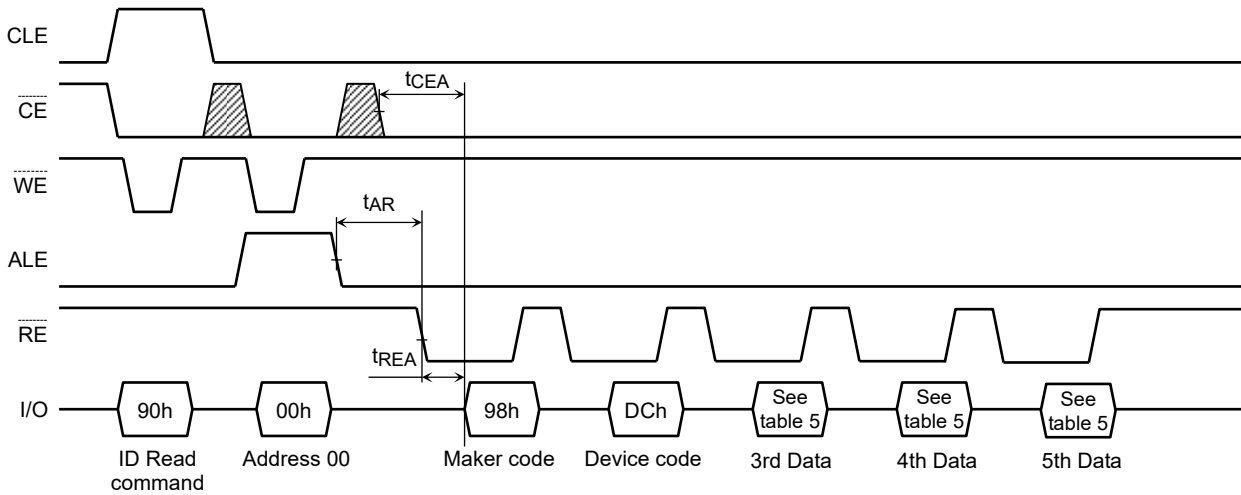 CLE
tCEA
CE
WE
tAR
ALE
RE
tREA
I/O
90h
00h
98h
DCh
See
table 5
See
table 5
See
table 5
ID Read
command
Address 00
Maker code
Device code
3rd Data
4th Data
5th Data